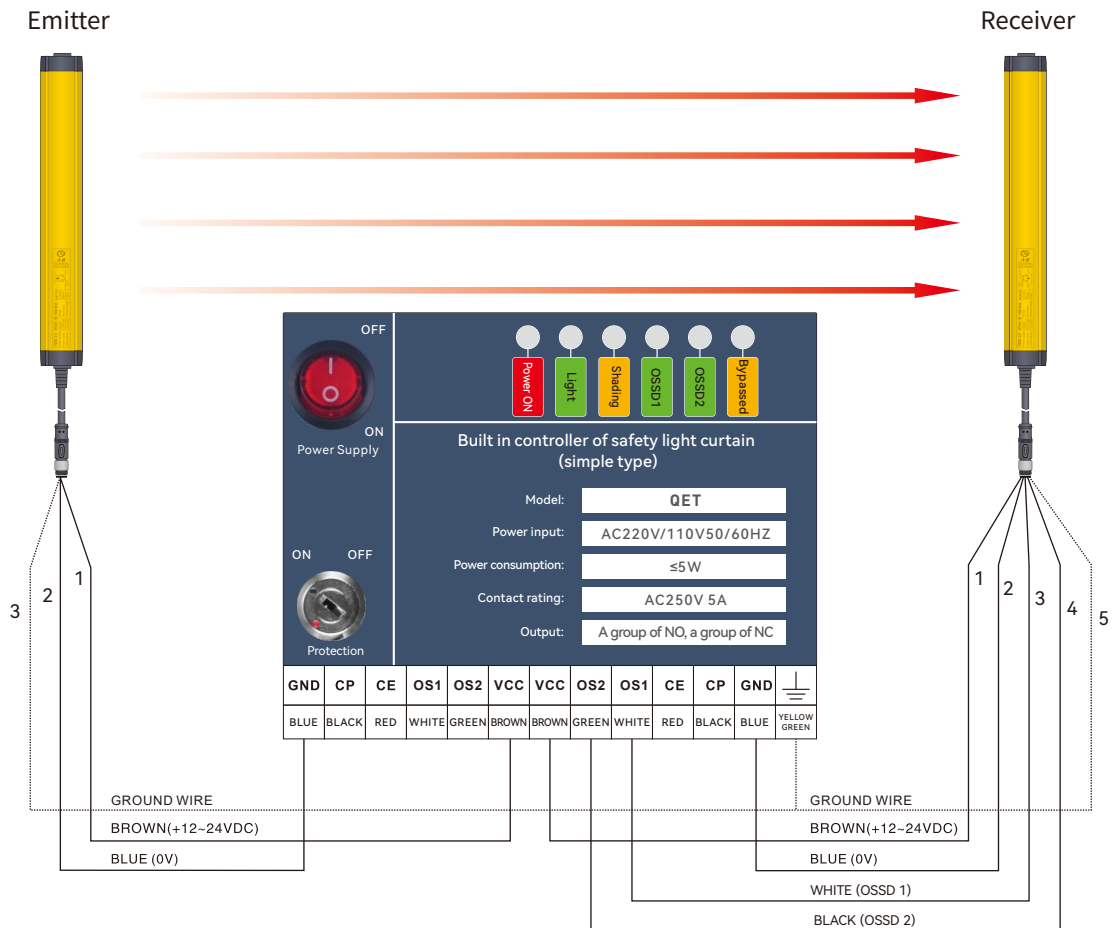 Emitter
Receiver
OFF
ON
Power Supply
Power ON
Light
Shading
OSSD1
OSSD2
Bypassed
Built in controller of safety light curtain
(simple type)
Model: QET
Power input: AC220V/110V50/60HZ
Power consumption: ≤5W
Contact rating: AC250V 5A
Output: A group of NO, a group of NC
ON OFF
Protection
3 2 1
1 2 3 4 5
GND CP CE OS1 OS2 VCC VCC OS2 OS1 CE CP GND
BLUE BLACK RED WHITE GREEN BROWN BROWN GREEN WHITE RED BLACK BLUE YELLOW
GREEN
GROUND WIRE
BROWN(+12~24VDC)
BLUE (0V)
GROUND WIRE
BROWN(+12~24VDC)
BLUE (0V)
WHITE (OSSD 1)
BLACK (OSSD 2)